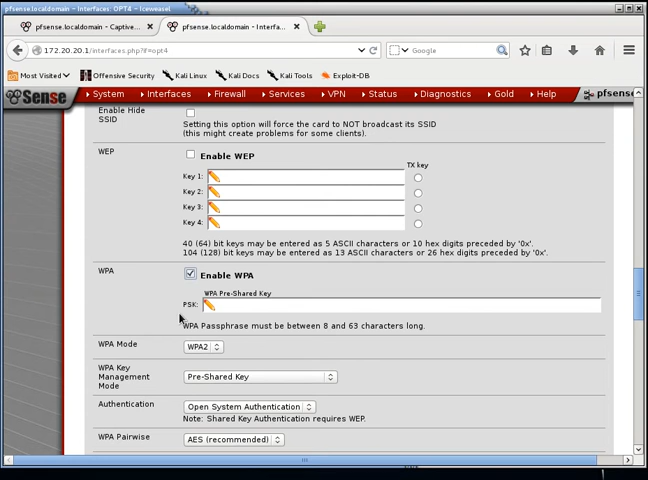 pfsense.localdomain - Interfaces: OPT4 - Iceweasel
pfsense.localdomain - Captive...
pfsense.localdomain - Interfa...
172.20.20.1/interfaces.php?if=opt4
Google
Most Visited
Offensive Security
Kali Linux
Kali Docs
Kali Tools
Exploit-DB
Sense
System
Interfaces
Firewall
Services
VPN
Status
Diagnostics
Gold
Help
pfsense
Enable Hide
SSID
Setting this option will force the card to NOT broadcast its SSID
(this might create problems for some clients).
WEP
Enable WEP
TX key
Key 1:
Key 2:
Key 3:
Key 4:
40 (64) bit keys may be entered as 5 ASCII characters or 10 hex digits preceded by '0x'.
104 (128) bit keys may be entered as 13 ASCII characters or 26 hex digits preceded by '0x'.
WPA
Enable WPA
WPA Pre-Shared Key
PSK:
WPA Passphrase must be between 8 and 63 characters long.
WPA Mode
WPA2
WPA Key
Management
Mode
Pre-Shared Key
Authentication
Open System Authentication
Note: Shared Key Authentication requires WEP.
WPA Pairwise
AES (recommended)